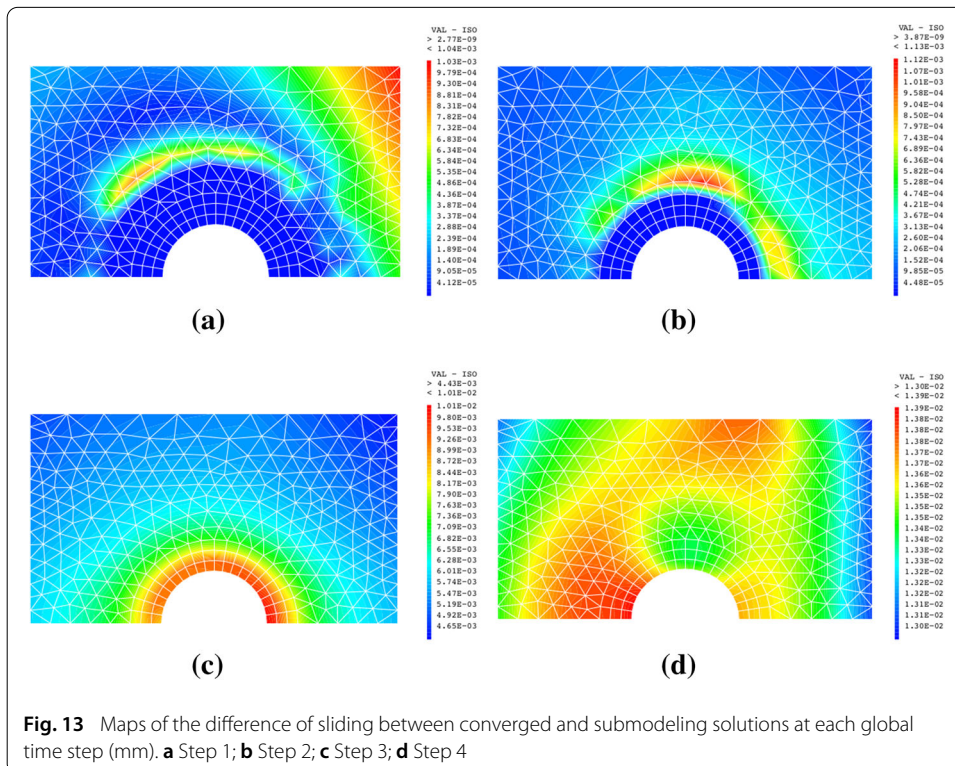 VAL - ISO
> 2.77E-09
< 1.04E-03
1.03E-03
9.79E-04
9.30E-04
8.81E-04
8.31E-04
7.82E-04
7.32E-04
6.83E-04
6.34E-04
5.84E-04
5.35E-04
4.86E-04
4.36E-04
3.87E-04
3.37E-04
2.88E-04
2.39E-04
1.89E-04
1.40E-04
9.05E-05
4.12E-05
(a)
VAL - ISO
> 3.87E-09
< 1.13E-03
1.12E-03
1.07E-03
1.01E-03
9.58E-04
9.04E-04
8.50E-04
7.97E-04
7.43E-04
6.89E-04
6.36E-04
5.82E-04
5.28E-04
4.74E-04
4.21E-04
3.67E-04
3.13E-04
2.60E-04
2.06E-04
1.52E-04
9.85E-05
4.48E-05
(b)
VAL - ISO
> 4.43E-03
< 1.01E-02
1.01E-02
9.80E-03
9.53E-03
9.26E-03
8.99E-03
8.72E-03
8.44E-03
8.17E-03
7.90E-03
7.63E-03
7.36E-03
7.09E-03
6.82E-03
6.55E-03
6.28E-03
6.01E-03
5.74E-03
5.47E-03
5.19E-03
4.92E-03
4.65E-03
(c)
VAL - ISO
> 1.30E-02
< 1.39E-02
1.39E-02
1.38E-02
1.38E-02
1.37E-02
1.37E-02
1.36E-02
1.36E-02
1.35E-02
1.35E-02
1.34E-02
1.34E-02
1.33E-02
1.33E-02
1.32E-02
1.32E-02
1.31E-02
1.31E-02
1.30E-02
(d)
Fig. 13 Maps of the difference of sliding between converged and submodeling solutions at each global
time step (mm). a Step 1; b Step 2; c Step 3; d Step 4